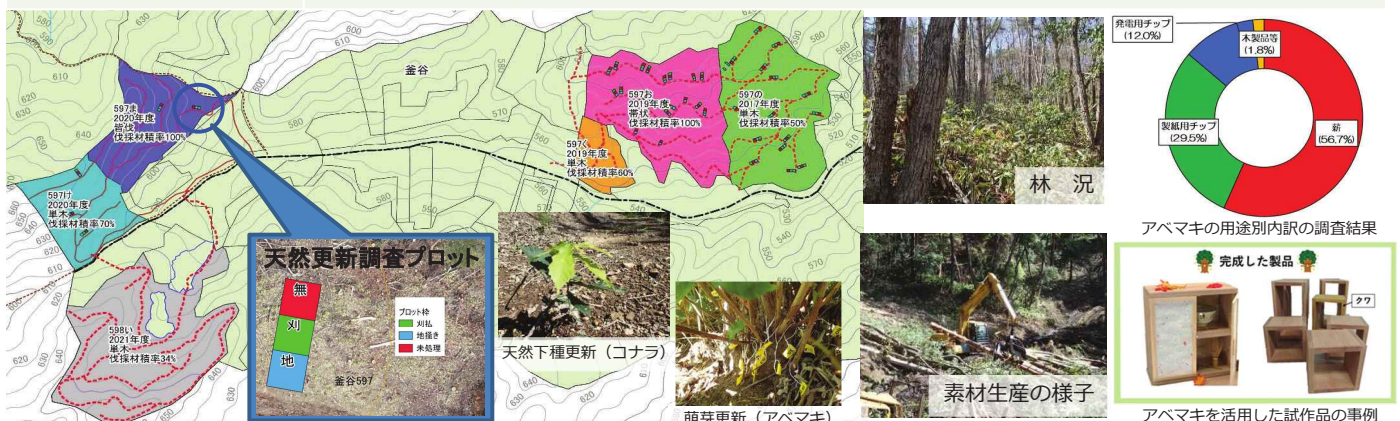 釜谷
597ま
2020年度
皆伐
伐採材積率100%
597け
2020年度
単木
伐採材積率70%
598い
2021年度
単木
伐採材積率34%
597お
2019年度
帯状
伐採材積率100%
597の
2017年度
単木
伐採材積率50%
597く
2019年度
単木
伐採材積率60%
天然更新調査プロット
無
刈
地
プロット枠
刈払
地掻き
未処理
釜谷597
天然下種更新（コナラ）
萌芽更新（アベマキ）
林　況
素材生産の様子
発電用チップ
(12.0%)
木製品等
(1.8%)
製紙用チップ
(29.5%)
薪
(56.7%)
アベマキの用途別内訳の調査結果
完成した製品
クワ
アベマキを活用した試作品の事例